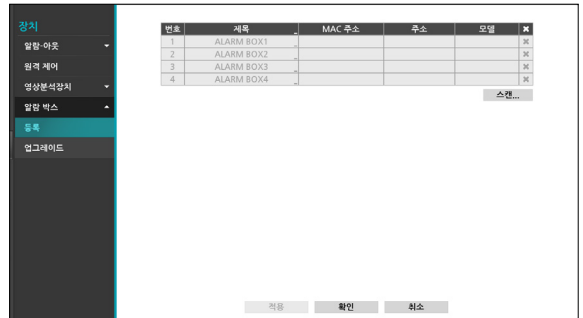 장치
알람-아웃
원격 제어
영상분석장치
알람 박스
등록
업그레이드
번호 제목 MAC 주소 주소 모델
1 ALARM BOX1
2 ALARM BOX2
3 ALARM BOX3
4 ALARM BOX4
스캔...
적용 확인 취소